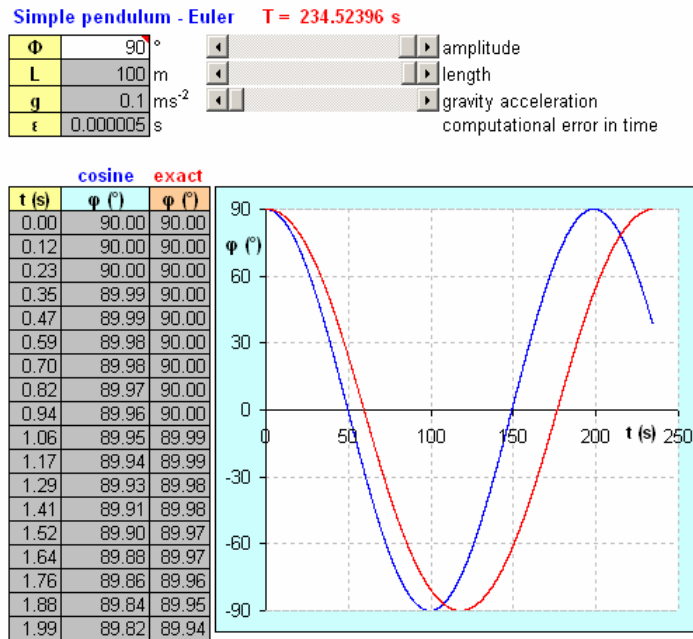 Simple pendulum - Euler T = 234.52396 s
Φ 90 ° amplitude
L 100 m length
g 0.1 ms-2 gravity acceleration
ε 0.000005 s computational error in time
cosine exact
t (s) φ (°) φ (°)
0.00 90.00 90.00
0.12 90.00 90.00
0.23 90.00 90.00
0.35 89.99 90.00
0.47 89.99 90.00
0.59 89.98 90.00
0.70 89.98 90.00
0.82 89.97 90.00
0.94 89.96 90.00
1.06 89.95 89.99
1.17 89.94 89.99
1.29 89.93 89.98
1.41 89.91 89.98
1.52 89.90 89.97
1.64 89.88 89.97
1.76 89.86 89.96
1.88 89.84 89.95
1.99 89.82 89.94
90
φ (°)
60
30
0
0 50 100 150 200 t (s) 250
-30
-60
-90